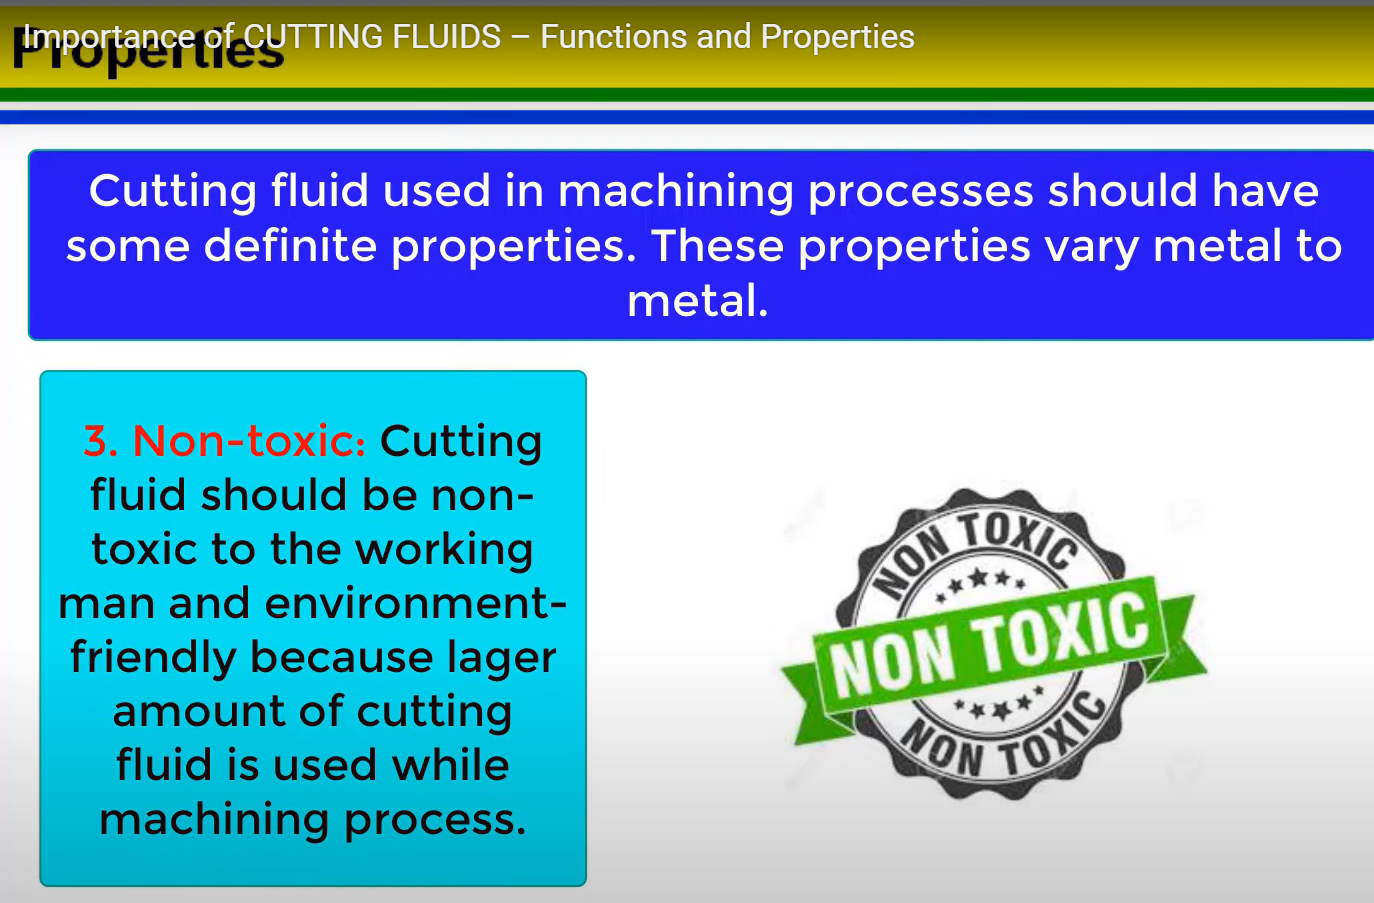 Importance of CUTTING FLUIDS – Functions and Properties
Properties
Cutting fluid used in machining processes should have
some definite properties. These properties vary metal to
metal.
3. Non-toxic: Cutting
fluid should be non-
toxic to the working
man and environment-
friendly because lager
amount of cutting
fluid is used while
machining process.
NON TOXIC
NON TOXIC
NON TOXIC